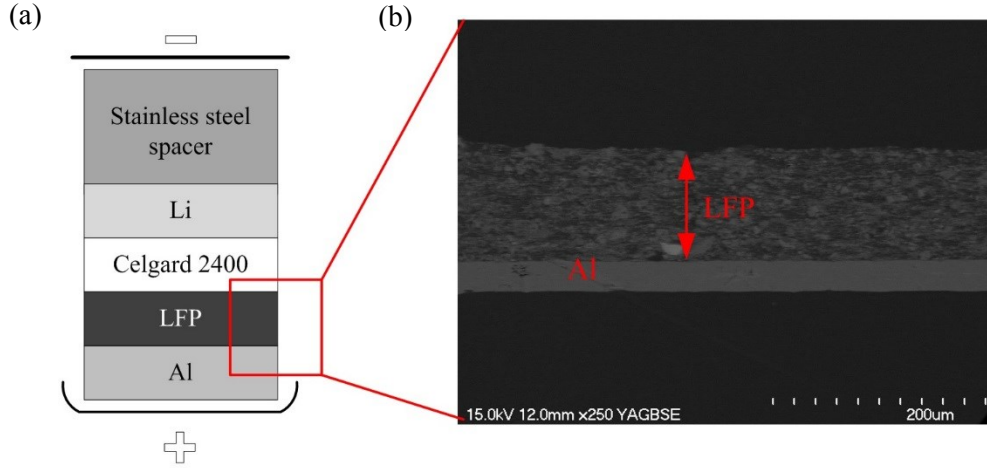 (a)
(b)
Stainless steel
spacer
Li
Celgard 2400
LFP
Al
LFP
Al
15.0kV 12.0mm x250 YAGBSE
200um